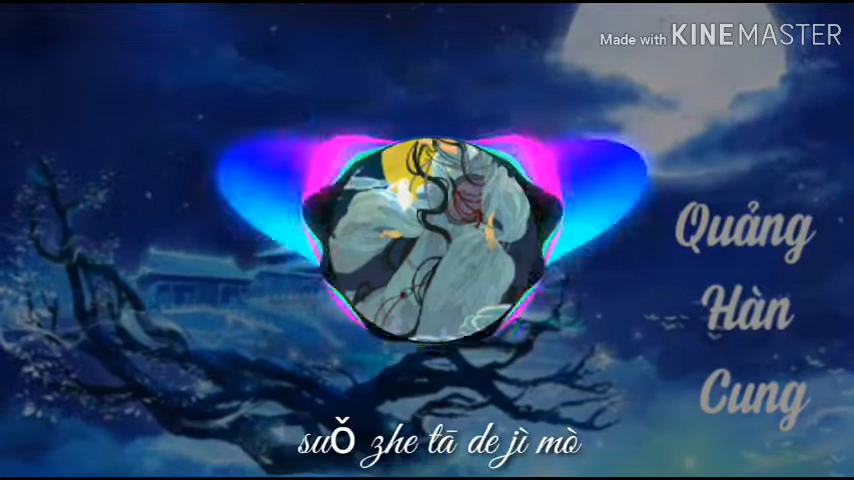 Made with KINEMASTER
Quảng
Hàn
Cung
suǒ zhe tā de jì mò